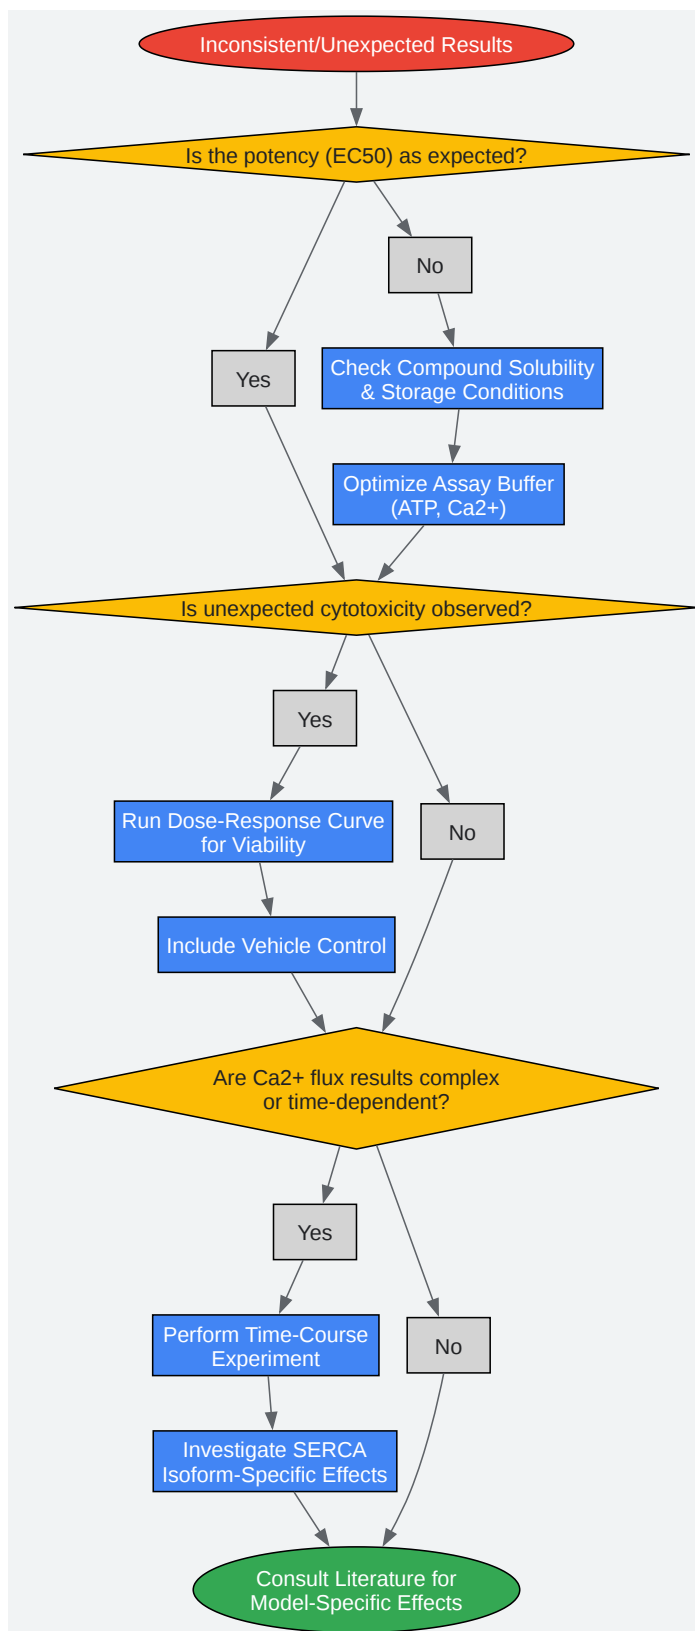 Inconsistent/Unexpected Results
Is the potency (EC50) as expected?
No
Yes
Check Compound Solubility
& Storage Conditions
Optimize Assay Buffer
(ATP, Ca2+)
Is unexpected cytotoxicity observed?
Yes
Run Dose-Response Curve
for Viability
No
Include Vehicle Control
Are Ca2+ flux results complex
or time-dependent?
Yes
Perform Time-Course
Experiment
No
Investigate SERCA
Isoform-Specific Effects
Consult Literature for
Model-Specific Effects